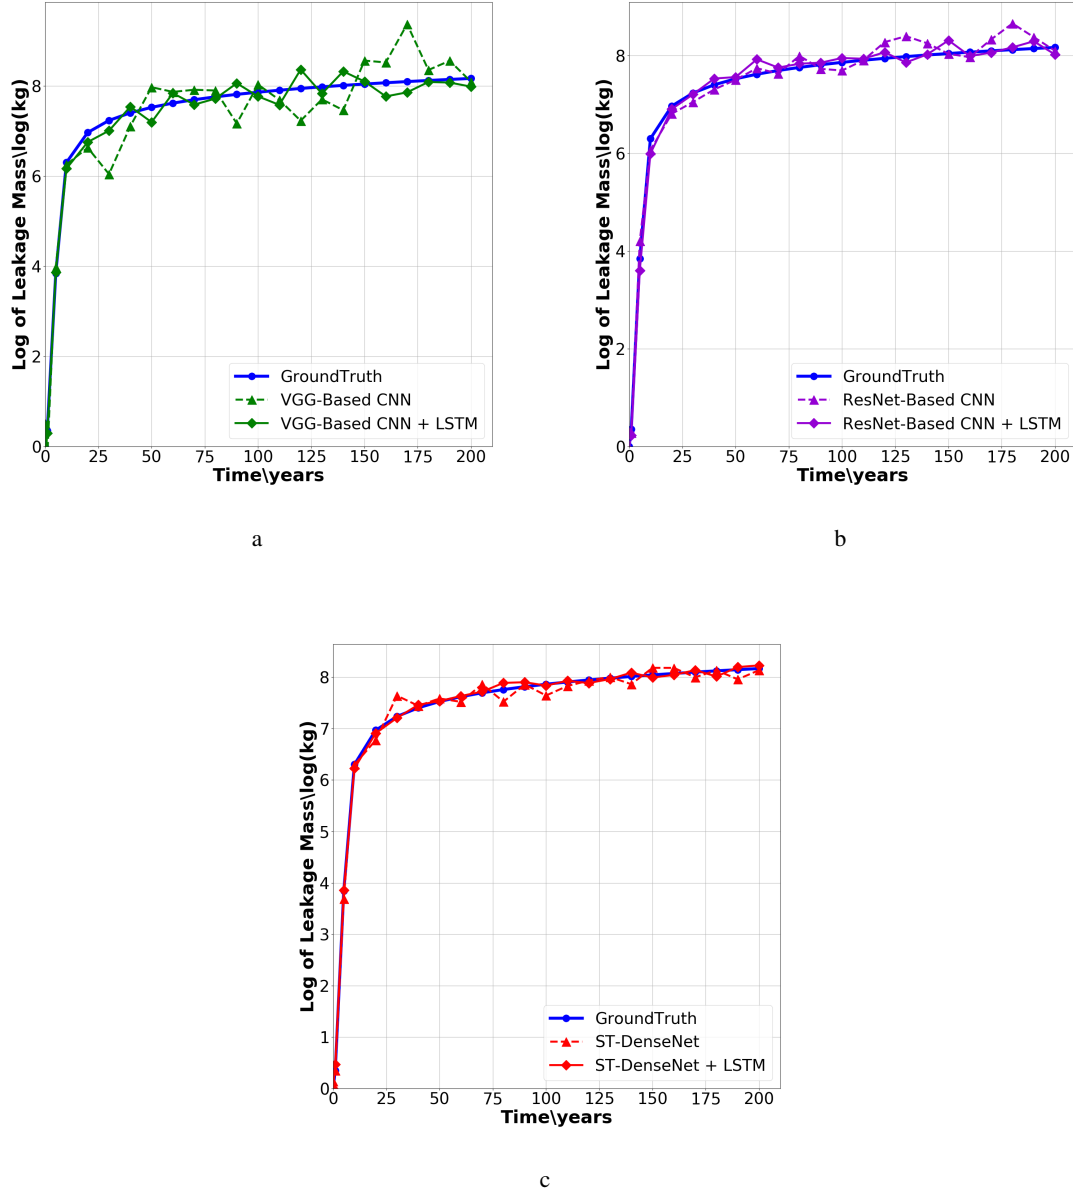 Log of Leakage Mass\log(kg)
8
6
4
2
0
0 25 50 75 100 125 150 175 200
Time\years
GroundTruth
VGG-Based CNN
VGG-Based CNN + LSTM
a
Log of Leakage Mass\log(kg)
8
6
4
2
0
0 25 50 75 100 125 150 175 200
Time\years
GroundTruth
ResNet-Based CNN
ResNet-Based CNN + LSTM
b
Log of Leakage Mass\log(kg)
8
7
6
5
4
3
2
1
0
0 25 50 75 100 125 150 175 200
Time\years
GroundTruth
ST-DenseNet
ST-DenseNet + LSTM
c